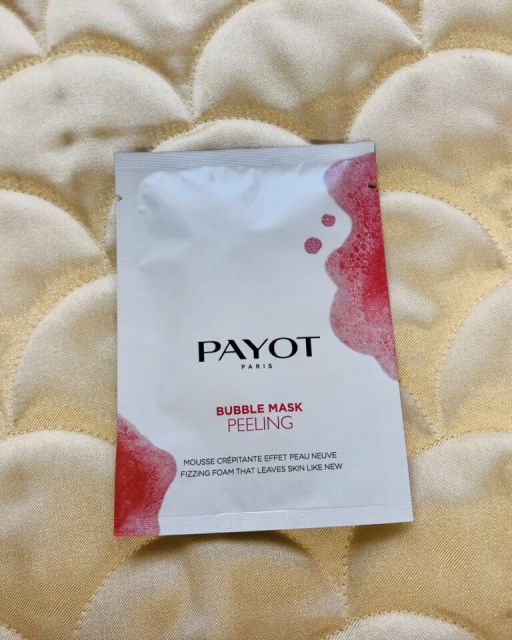 PAYOT
PARIS
BUBBLE MASK
PEELING
MOUSSE CRÉPITANTE EFFET PEAU NEUVE
FIZZING FOAM THAT LEAVES SKIN LIKE NEW